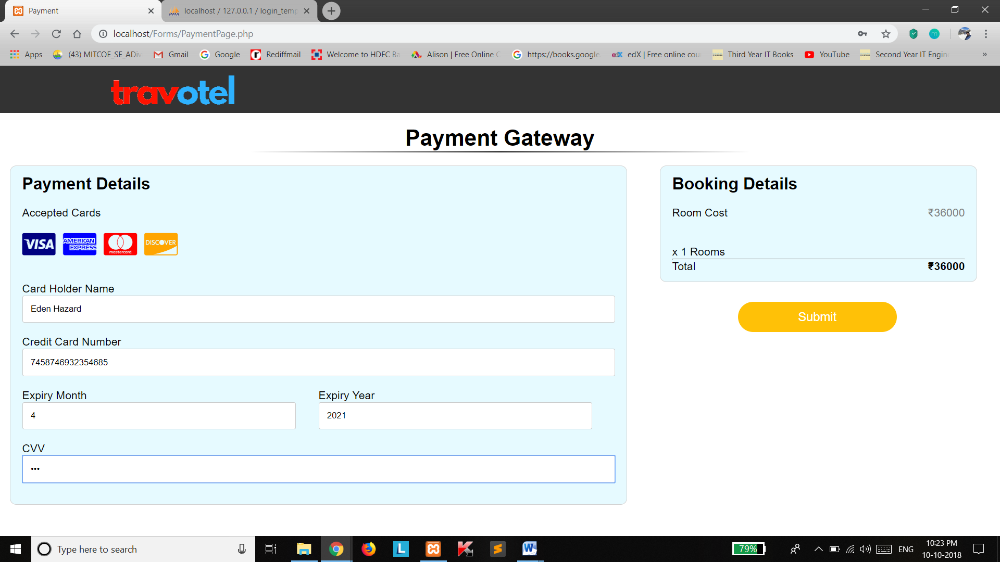 Payment
localhost / 127.0.0.1 / login_temp
localhost/Forms/PaymentPage.php
Apps
(43) MITCOE_SE_ADiv
Gmail
Google
Rediffmail
Welcome to HDFC Ba
Alison | Free Online C
https://books.google.
edX | Free online cou
Third Year IT Books
YouTube
Second Year IT Engine
travotel
Payment Gateway
Payment Details
Accepted Cards
VISA
AMERICAN
EXPRESS
mastercard.
DISCOVER
Card Holder Name
Eden Hazard
Credit Card Number
7458746932354685
Expiry Month
Expiry Year
4
2021
CVV
•••
Booking Details
Room Cost
₹36000
x 1 Rooms
Total
₹36000
Submit
Type here to search
79%
ENG
10:23 PM
10-10-2018